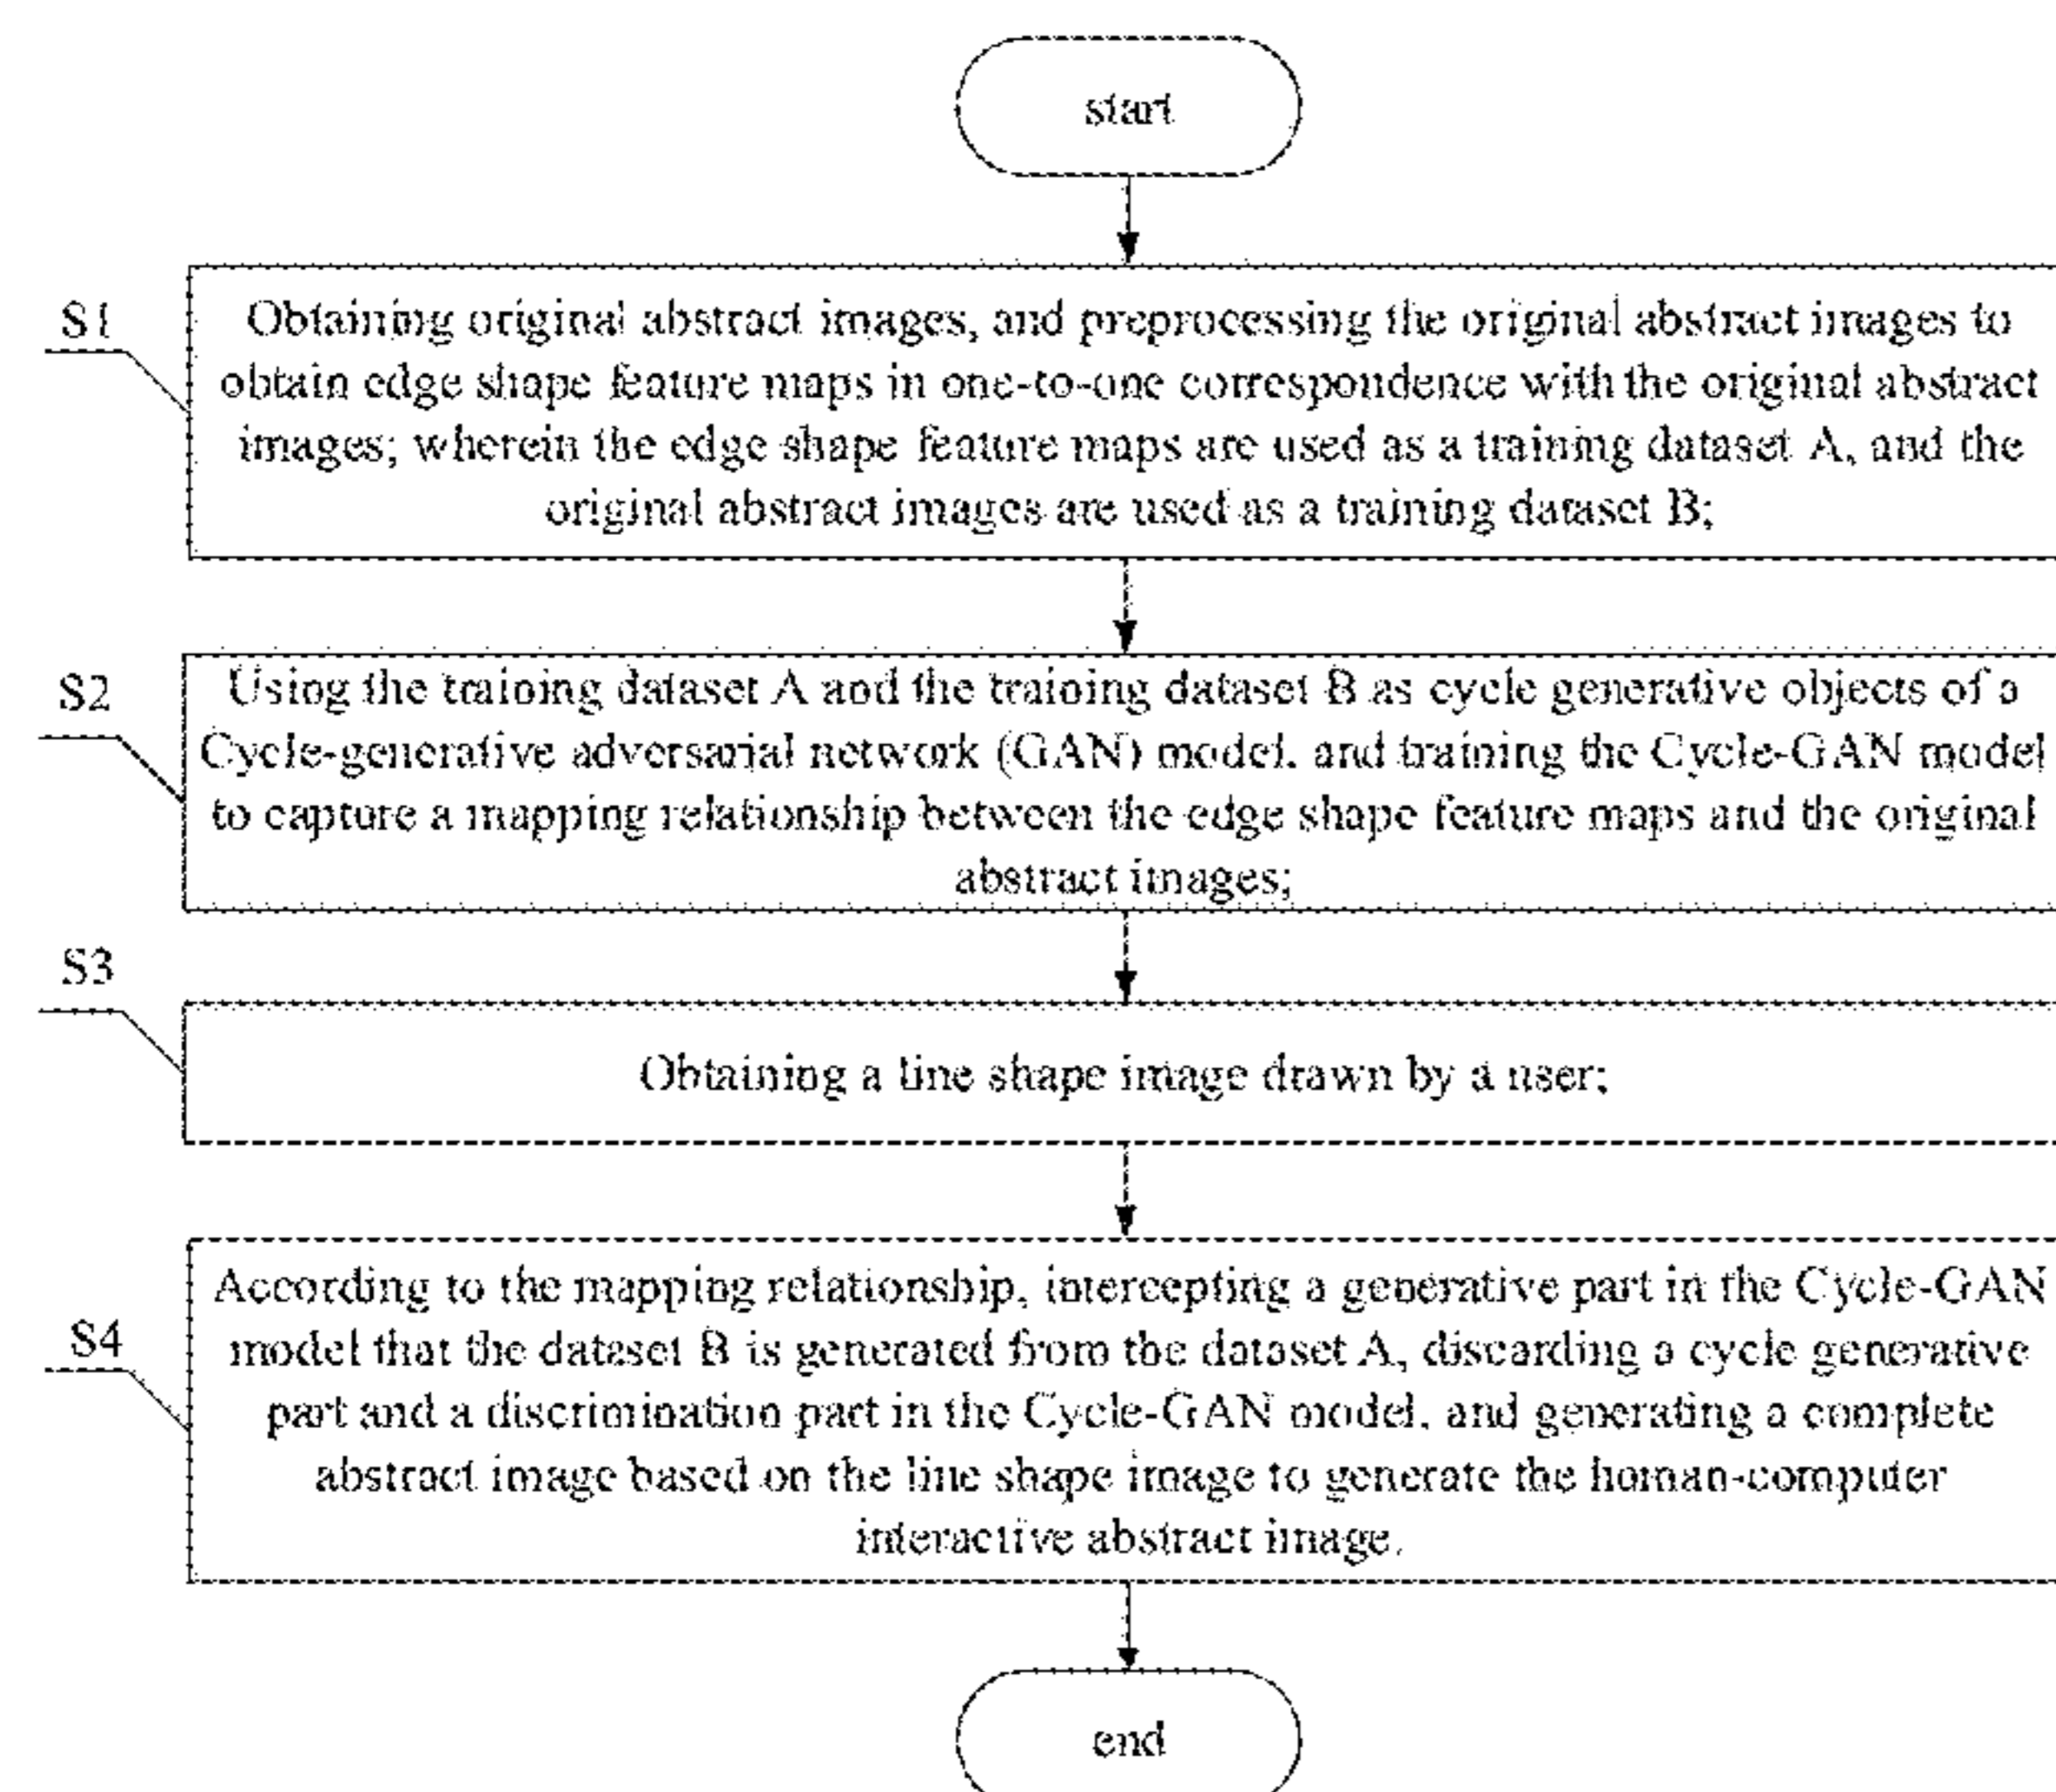 start
S1
Obtaining original abstract images, and preprocessing the original abstract images to
obtain edge shape feature maps in one-to-one correspondence with the original abstract
images; wherein the edge shape feature maps are used as a training dataset A, and the
original abstract images are used as a training dataset B;
S2
Using the training dataset A and the training dataset B as cycle generative objects of a
Cycle-generative adversarial network (GAN) model, and training the Cycle-GAN model
to capture a mapping relationship between the edge shape feature maps and the original
abstract images;
S3
Obtaining a line shape image drawn by a user;
S4
According to the mapping relationship, intercepting a generative part in the Cycle-GAN
model that the dataset B is generated from the dataset A, discarding a cycle generative
part and a discrimination part in the Cycle-GAN model, and generating a complete
abstract image based on the line shape image to generate the human-computer
interactive abstract image.
end